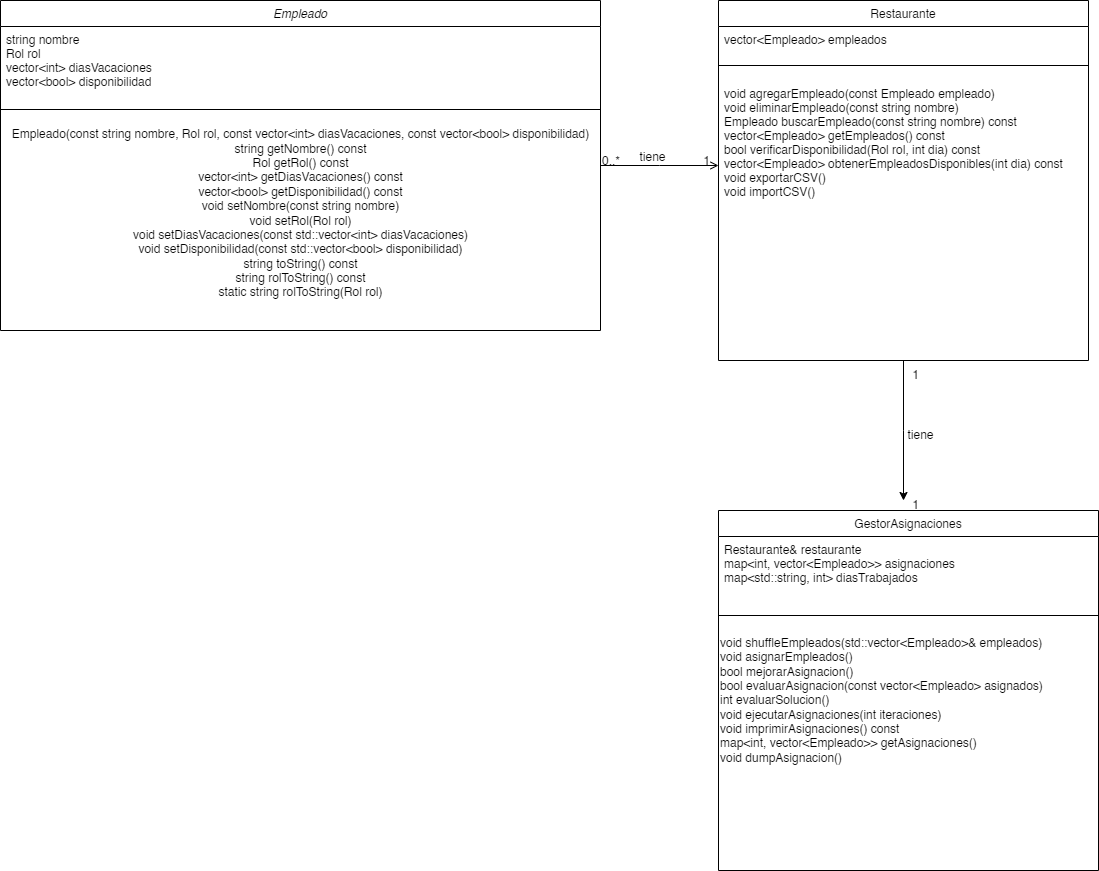 Empleado
string nombre
Rol rol
vector<int> diasVacaciones
vector<bool> disponibilidad
Empleado(const string nombre, Rol rol, const vector<int> diasVacaciones, const vector<bool> disponibilidad)
string getNombre() const
Rol getRol() const
vector<int> getDiasVacaciones() const
vector<bool> getDisponibilidad() const
void setNombre(const string nombre)
void setRol(Rol rol)
void setDiasVacaciones(const std::vector<int> diasVacaciones)
void setDisponibilidad(const std::vector<bool> disponibilidad)
string toString() const
string rolToString() const
static string rolToString(Rol rol)
0..*
tiene
1
Restaurante
vector<Empleado> empleados
void agregarEmpleado(const Empleado empleado)
void eliminarEmpleado(const string nombre)
Empleado buscarEmpleado(const string nombre) const
vector<Empleado> getEmpleados() const
bool verificarDisponibilidad(Rol rol, int dia) const
vector<Empleado> obtenerEmpleadosDisponibles(int dia) const
void exportarCSV()
void importCSV()
1
tiene
1
GestorAsignaciones
Restaurante& restaurante
map<int, vector<Empleado>> asignaciones
map<std::string, int> diasTrabajados
void shuffleEmpleados(std::vector<Empleado>& empleados)
void asignarEmpleados()
bool mejorarAsignacion()
bool evaluarAsignacion(const vector<Empleado> asignados)
int evaluarSolucion()
void ejecutarAsignaciones(int iteraciones)
void imprimirAsignaciones() const
map<int, vector<Empleado>> getAsignaciones()
void dumpAsignacion()